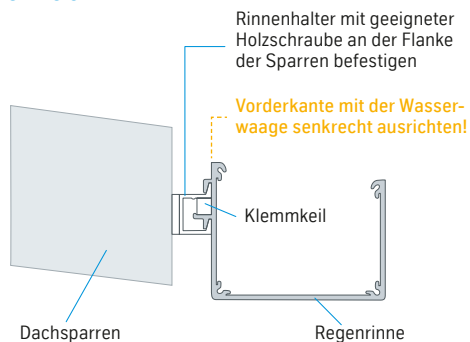 Rinnenhalter mit geeigneter
Holzschraube an der Flanke
der Sparren befestigen
Vorderkante mit der Wasser-
waage senkrecht ausrichten!
Klemmkeil
Dachsparren
Regenrinne